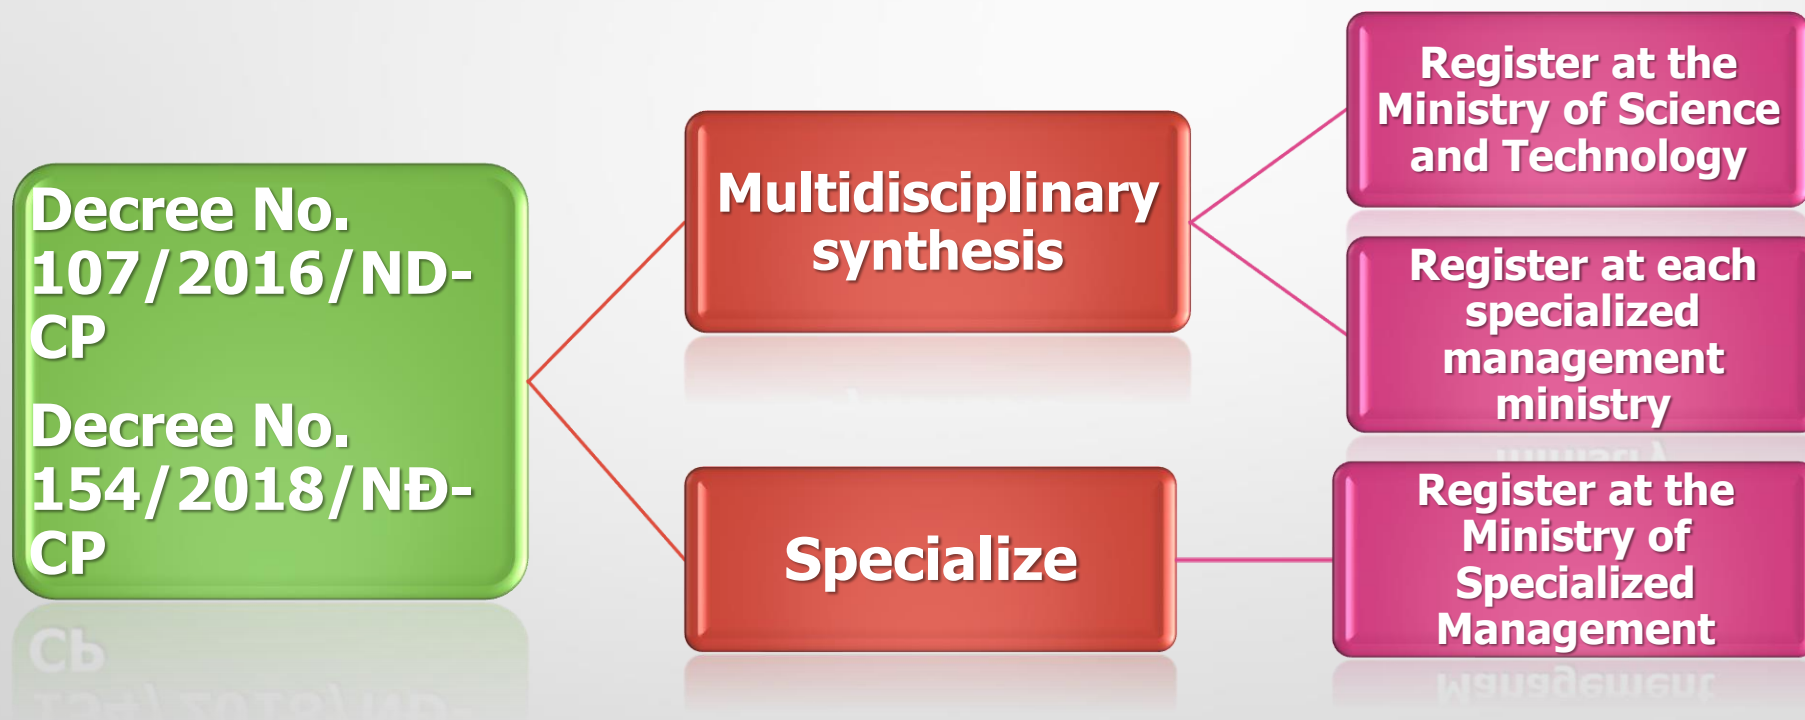 Decree No.
107/2016/ND-
CP
Decree No.
154/2018/NĐ-
CP
Multidisciplinary
synthesis
Specialize
Register at the
Ministry of Science
and Technology
Register at each
specialized
management
ministry
Register at the
Ministry of
Specialized
Management